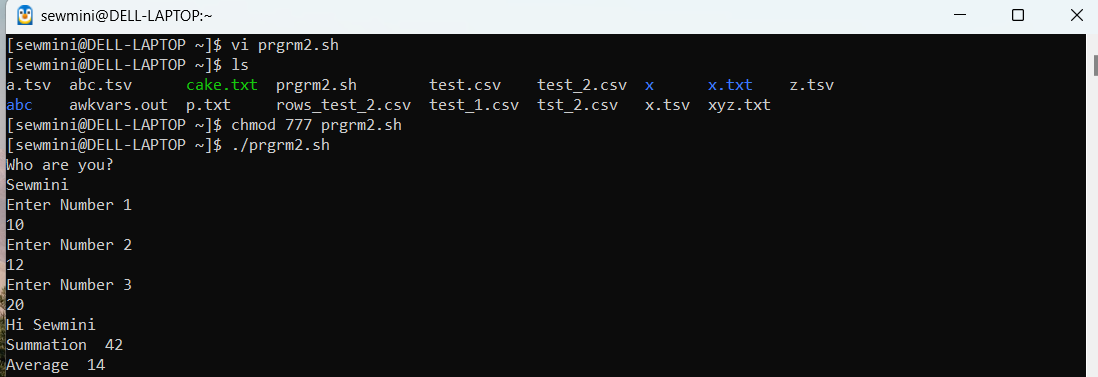 sewmini@DELL-LAPTOP:~
[sewmini@DELL-LAPTOP ~]$ vi prgrm2.sh
[sewmini@DELL-LAPTOP ~]$ ls
a.tsv  abc.tsv      cake.txt  prgrm2.sh        test.csv    test_2.csv  x      x.txt    z.tsv
abc    awkvars.out  p.txt     rows_test_2.csv  test_1.csv  tst_2.csv   x.tsv  xyz.txt
[sewmini@DELL-LAPTOP ~]$ chmod 777 prgrm2.sh
[sewmini@DELL-LAPTOP ~]$ ./prgrm2.sh
Who are you?
Sewmini
Enter Number 1
10
Enter Number 2
12
Enter Number 3
20
Hi Sewmini
Summation  42
Average  14